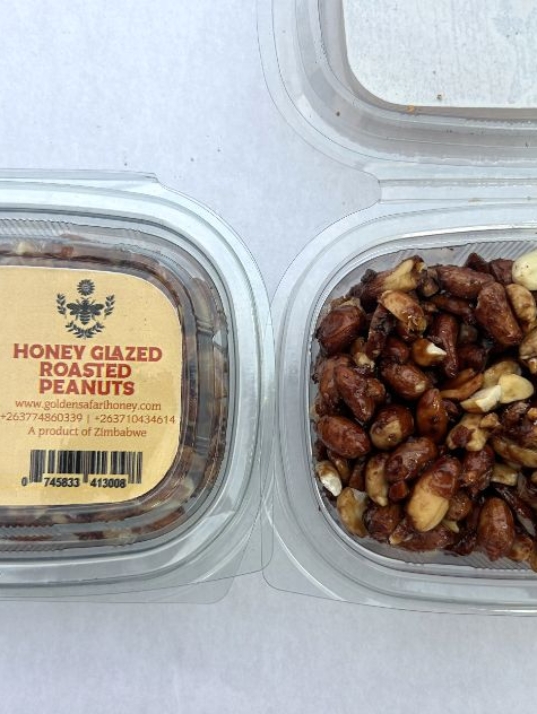 HONEY GLAZED
ROASTED
PEANUTS
www.goldensafarihoney.com
+263774860339 | +263710434614
A product of Zimbabwe
0 745833 413008